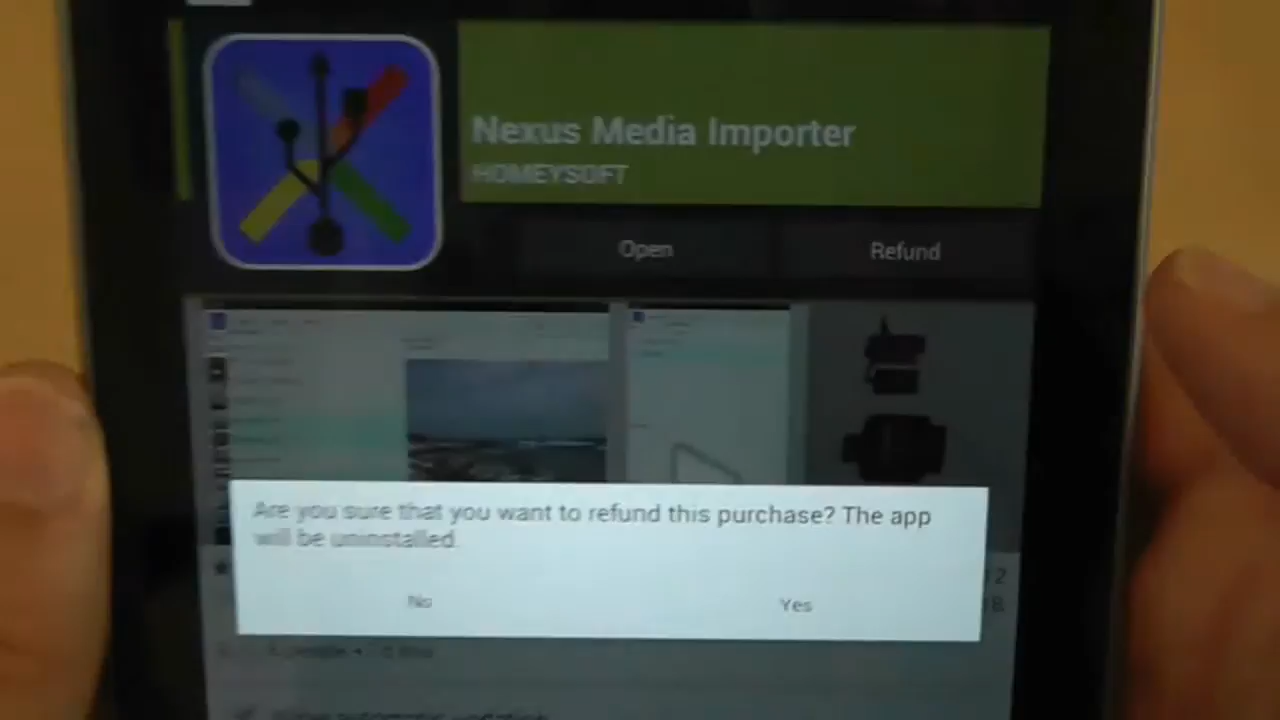 Nexus Media Importer
HOMEYSOFT
Open
Refund
Are you sure that you want to refund this purchase? The app
will be uninstalled.
No
Yes